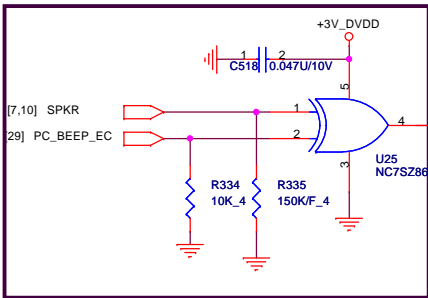 +3V_DVDD
1 2
C518 0.047U/10V
5
[7,10] SPKR
1
4
29] PC_BEEP_EC
2
3
U25
NC7SZ86
R334
10K_4
R335
150K/F_4